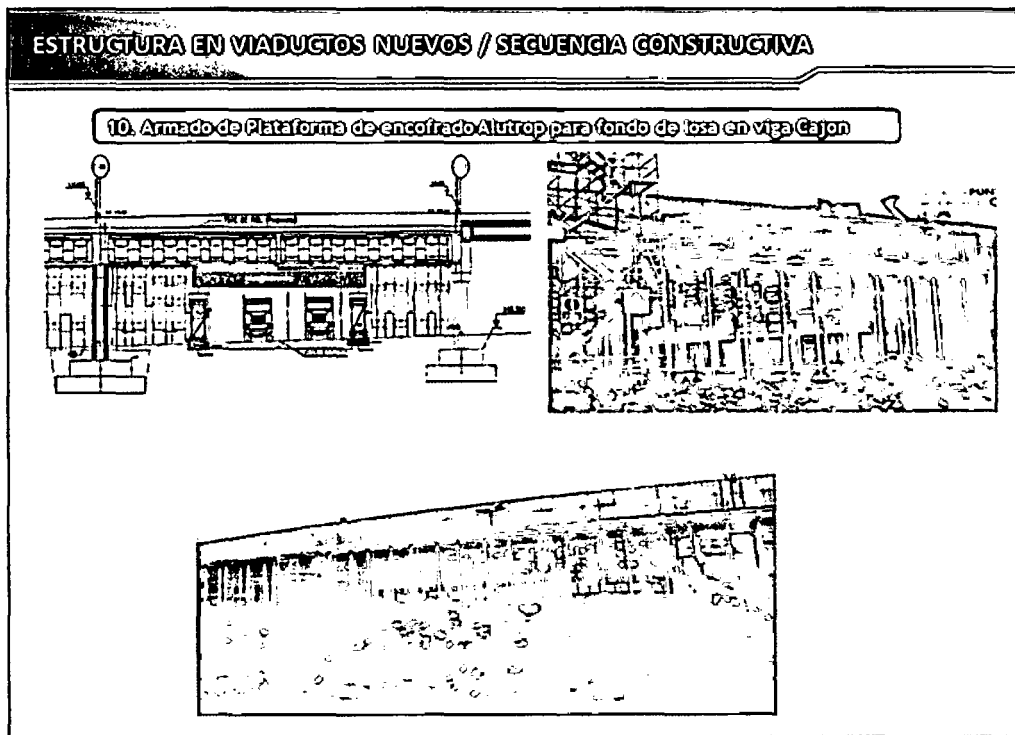 ESTRUCTURA EN VIADUCTOS NUEVOS / SECUENCIA CONSTRUCTIVA
10. Armado de Plataforma de encofrado Alutrop para fondo de losa en viga Cajon